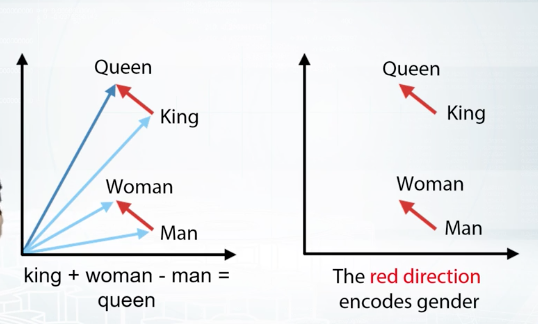 Queen
King
Woman
Man
king + woman - man =
queen
Queen
King
Woman
Man
The red direction
encodes gender